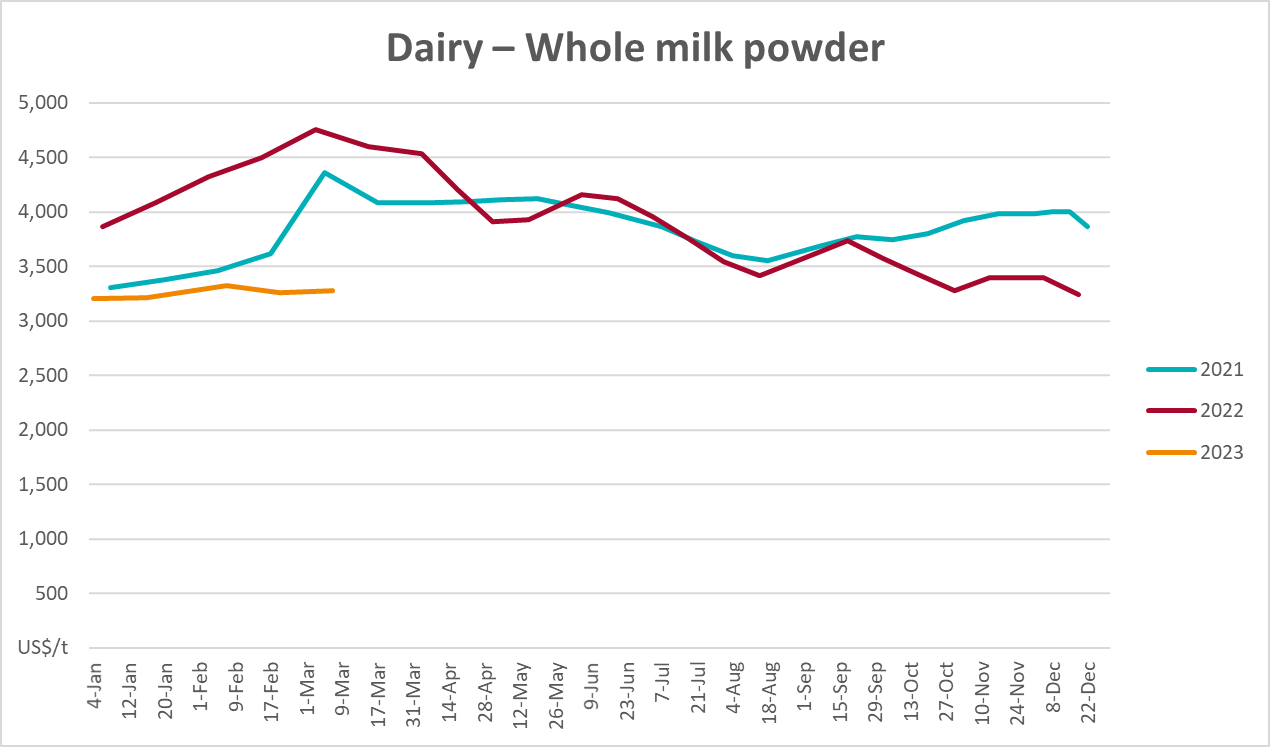 Dairy – Whole milk powder
5,000
4,500
4,000
3,500
3,000
2,500
2,000
1,500
1,000
500
US$/t
4-Jan
12-Jan
20-Jan
1-Feb
9-Feb
17-Feb
1-Mar
9-Mar
17-Mar
31-Mar
14-Apr
28-Apr
12-May
26-May
9-Jun
23-Jun
7-Jul
21-Jul
4-Aug
18-Aug
1-Sep
15-Sep
29-Sep
13-Oct
27-Oct
10-Nov
24-Nov
8-Dec
22-Dec
2021
2022
2023